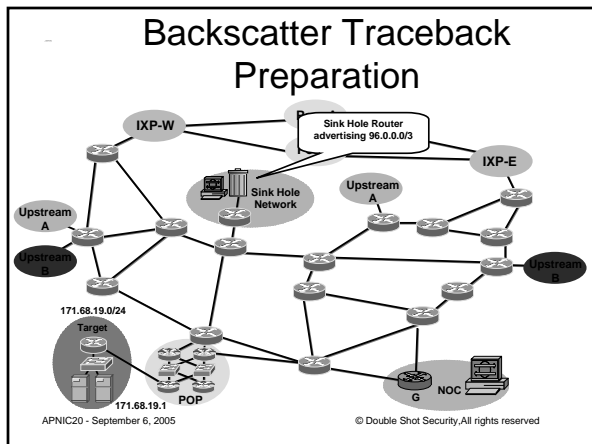 Backscatter Traceback
Preparation
Sink Hole Router
advertising 96.0.0.0/3
IXP-W
IXP-E
Sink Hole
Network
Upstream
A
Upstream
A
Upstream
B
Upstream
B
171.68.19.0/24
Target
171.68.19.1
POP
G
NOC
APNIC20 - September 6, 2005
© Double Shot Security,All rights reserved